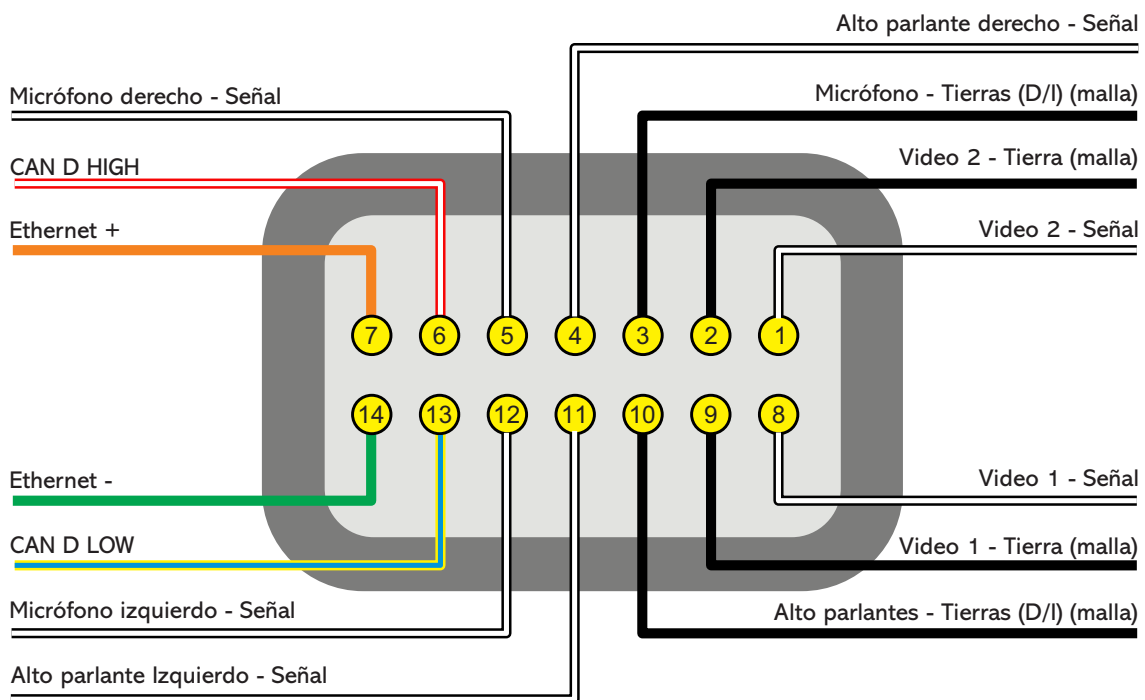 Alto parlante derecho - Señal
Micrófono derecho - Señal
Micrófono - Tierras (D/I) (malla)
CAN D HIGH
Video 2 - Tierra (malla)
Ethernet +
Video 2 - Señal
7 6 5 4 3 2 1
14 13 12 11 10 9 8
Ethernet -
Video 1 - Señal
CAN D LOW
Video 1 - Tierra (malla)
Micrófono izquierdo - Señal
Alto parlantes - Tierras (D/I) (malla)
Alto parlante Izquierdo - Señal